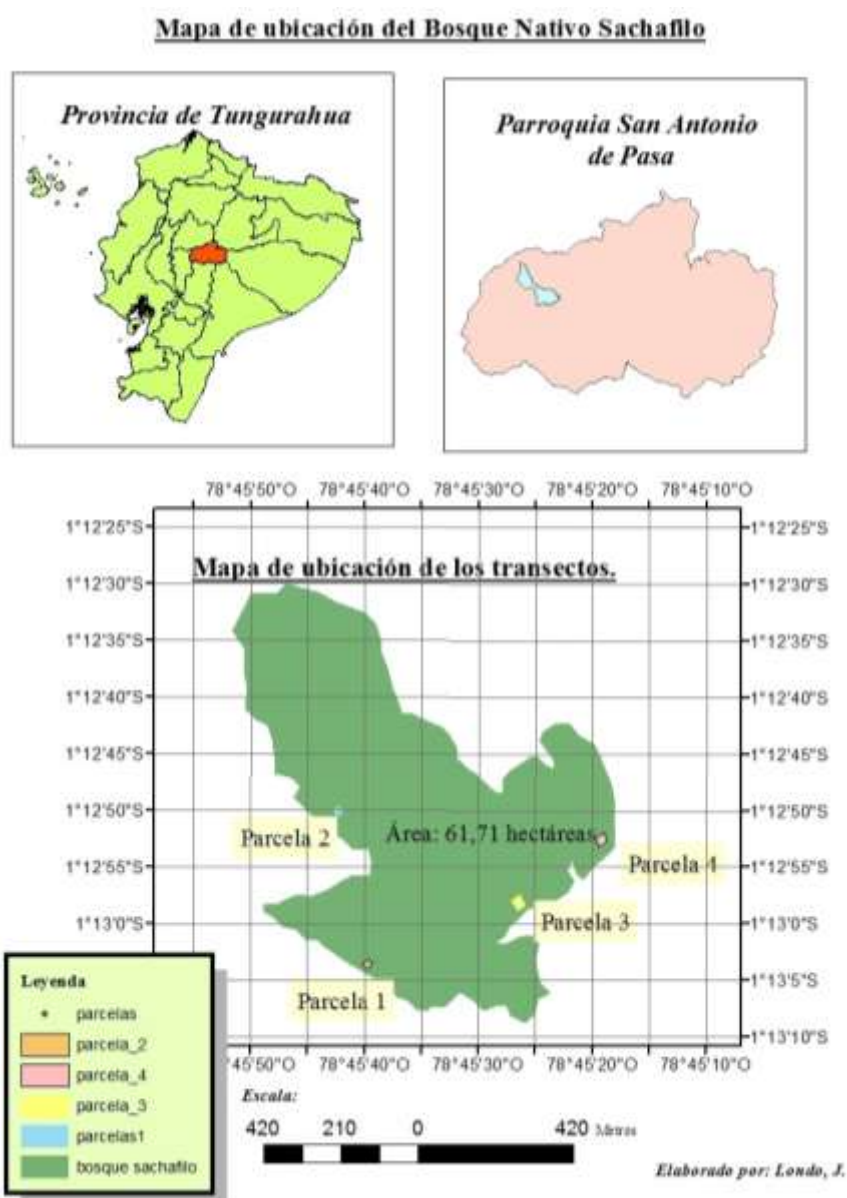 Mapa de ubicación del Bosque Nativo Sachafilo
Provincia de Tungurahua
Parroquia San Antonio
de Pasa
78°45'50"O 78°45'40"O 78°45'30"O 78°45'20"O 78°45'10"O
1°12'25"S 1°12'25"S
Mapa de ubicación de los transectos.
1°12'30"S 1°12'30"S
1°12'35"S 1°12'35"S
1°12'40"S 1°12'40"S
1°12'45"S 1°12'45"S
1°12'50"S 1°12'50"S
Parcela 2
Área: 61,71 hectáreas
1°12'55"S 1°12'55"S
Parcela 4
Parcela 3
1°13'0"S 1°13'0"S
1°13'5"S
Parcela 1
1°13'10"S
'45'50"O 78°45'40"O 78°45'30"O 78°45'20"O 78°45'10"O
Leyenda
parcelas
parcela_2
parcela_4
parcela_3
parcelas1
bosque sachafilo
Escala:
420 210 0 420 Metros
Elaborado por: Londo, J.